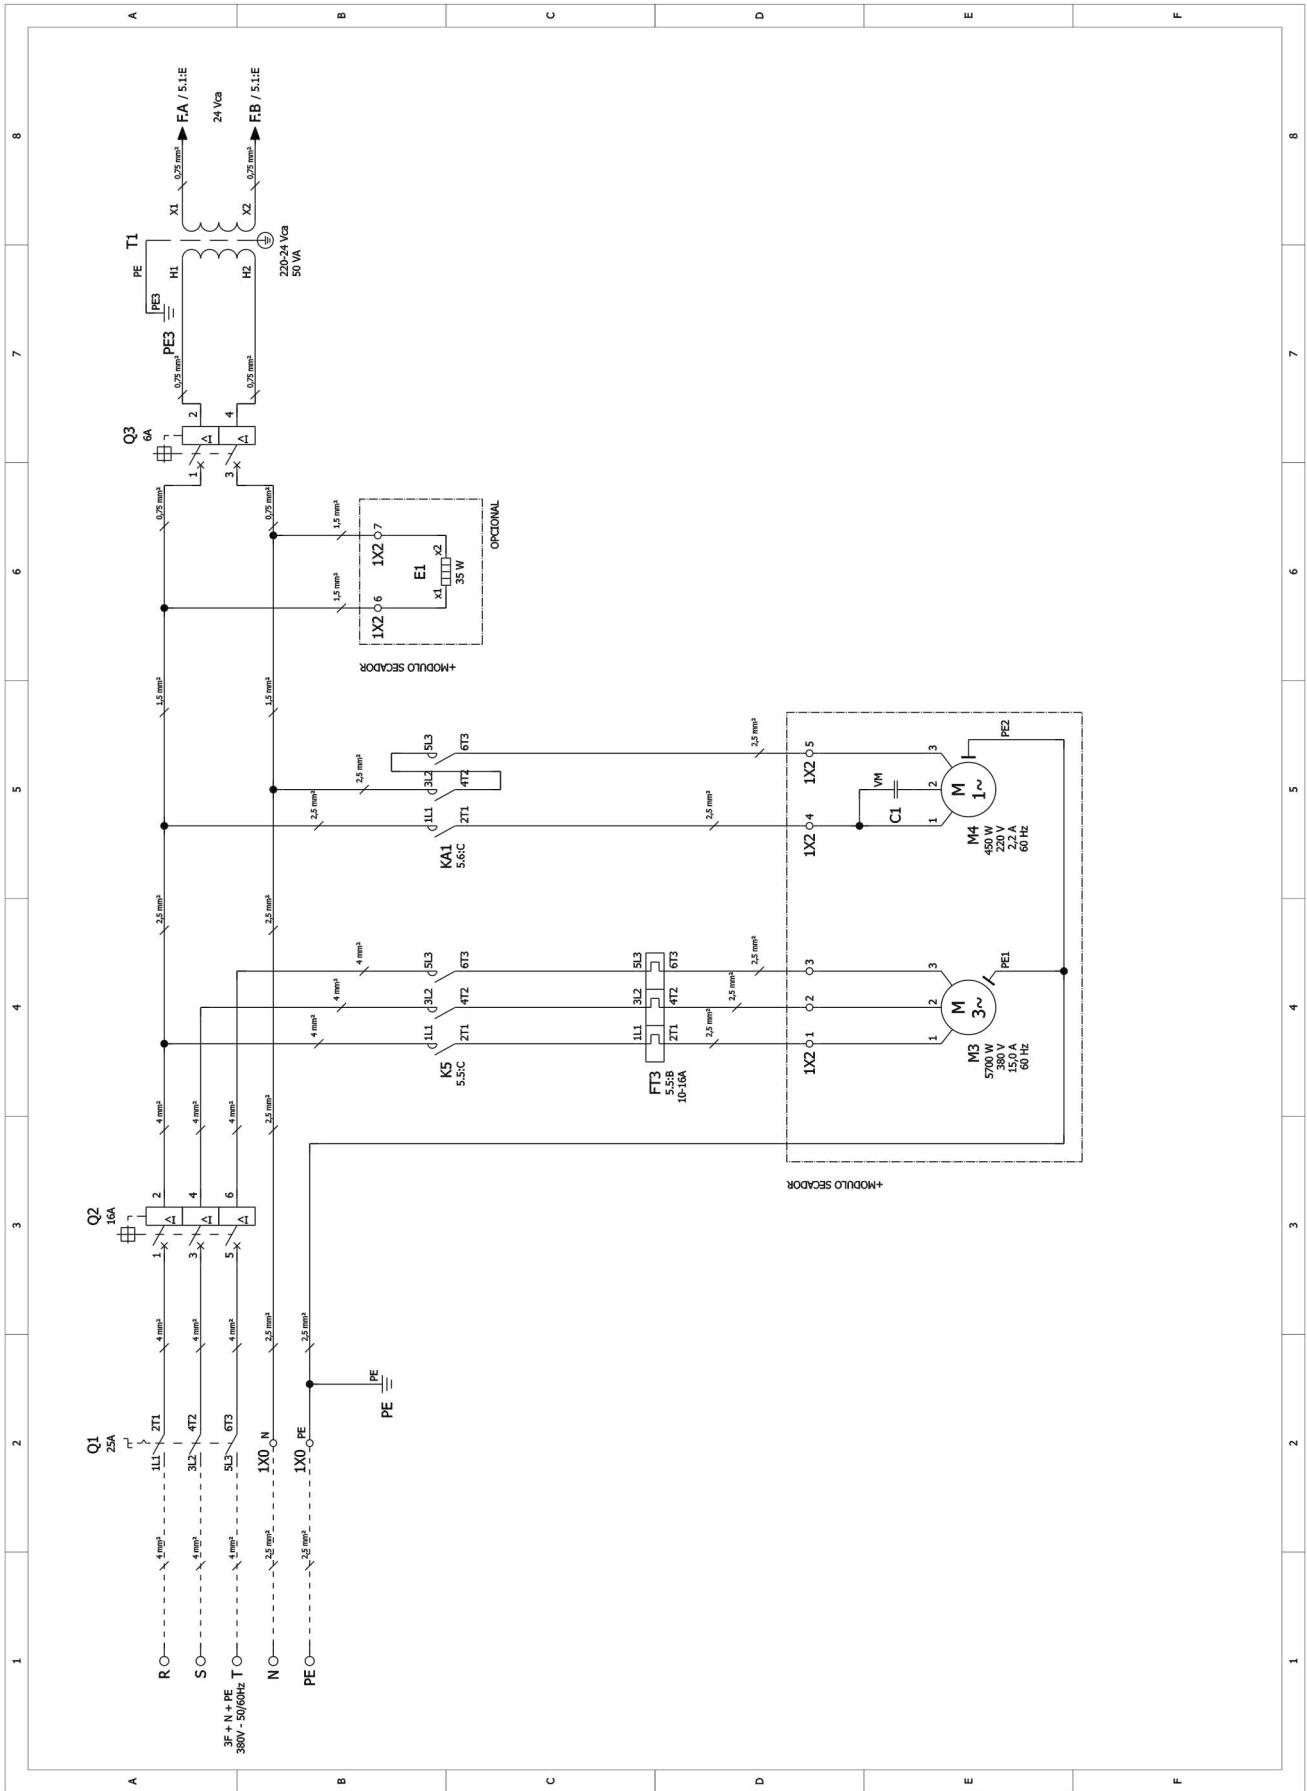 1
2
3
4
5
6
7
8
A
B
C
D
E
F
R
S
T
N
PE
3F + N + PE
380V - 50/60Hz
4 mm²
4 mm²
4 mm²
2,5 mm²
2,5 mm²
Q1
25A
1L1
2T1
3L2
4T2
5L3
6T3
1X0
N
1X0
PE
PE
PE
4 mm²
4 mm²
4 mm²
2,5 mm²
2,5 mm²
Q2
16A
1
2
3
4
5
6
4 mm²
4 mm²
4 mm²
2,5 mm²
4 mm²
4 mm²
4 mm²
1L1
3L2
5L3
K5
5.5:C
2T1
4T2
6T3
1L1
3L2
5L3
FT3
5.5:B
10-16A
2T1
4T2
6T3
2,5 mm²
2,5 mm²
2,5 mm²
1X2
1
2
3
1
2
3
M
3~
M3
5700 W
380 V
15,0 A
60 Hz
PE1
+MODULO SECADOR
2,5 mm²
2,5 mm²
2,5 mm²
2,5 mm²
1L1
3L2
5L3
KA1
5.6:C
2T1
4T2
6T3
2,5 mm²
2,5 mm²
1X2
4
1X2
5
VM
C1
1
2
3
M
1~
M4
450 W
220 V
2,2 A
60 Hz
PE2
1,5 mm²
1,5 mm²
1,5 mm²
1,5 mm²
1X2
6
1X2
7
E1
x1
x2
35 W
OPCIONAL
+MODULO SECADOR
0,75 mm²
0,75 mm²
Q3
6A
1
2
3
4
0,75 mm²
0,75 mm²
PE3
PE3
PE
T1
H1
H2
X1
X2
220-24 Vca
50 VA
0,75 mm²
0,75 mm²
F.A / 5.1:E
24 Vca
F.B / 5.1:E
1
2
3
4
5
6
7
8
A
B
C
D
E
F